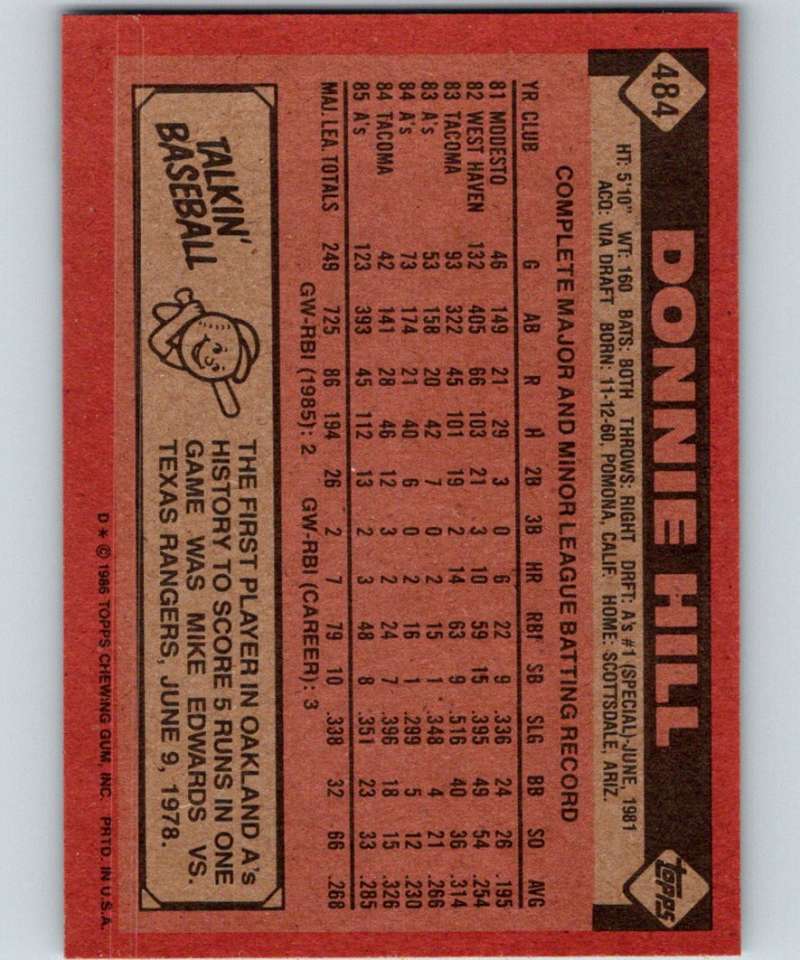 484
DONNIE HILL
topps
HT: 5'10" WT: 160 BATS: BOTH THROWS: RIGHT DRFT: A's #1 (SPECIAL)-JUNE, 1981
ACQ: VIA DRAFT BORN: 11-12-60, POMONA, CALIF. HOME: SCOTTSDALE, ARIZ.
COMPLETE MAJOR AND MINOR LEAGUE BATTING RECORD
YR CLUB G AB R H 2B 3B HR RBI SB SLG BB SO AVG
81 MODESTO 46 149 21 29 3 0 6 22 9 .336 24 26 .195
82 WEST HAVEN 132 405 66 103 21 3 10 59 15 .395 49 54 .254
83 TACOMA 93 322 45 101 19 2 14 63 9 .516 40 36 .314
83 A's 53 158 20 42 7 0 2 15 1 .348 4 21 .266
84 A's 73 174 21 40 6 0 2 16 1 .299 5 12 .230
84 TACOMA 42 141 28 46 12 3 2 24 7 .396 18 15 .326
85 A's 123 393 45 112 13 2 3 48 8 .351 23 33 .285
MAJ. LEA. TOTALS 249 725 86 194 26 2 7 79 10 .338 32 66 .268
GW-RBI (1985): 2 GW-RBI (CAREER): 3
TALKIN' BASEBALL
THE FIRST PLAYER IN OAKLAND A's
HISTORY TO SCORE 5 RUNS IN ONE
GAME WAS MIKE EDWARDS VS.
TEXAS RANGERS, JUNE 9, 1978.
D * © 1986 TOPPS CHEWING GUM, INC. PRTD. IN U.S.A.